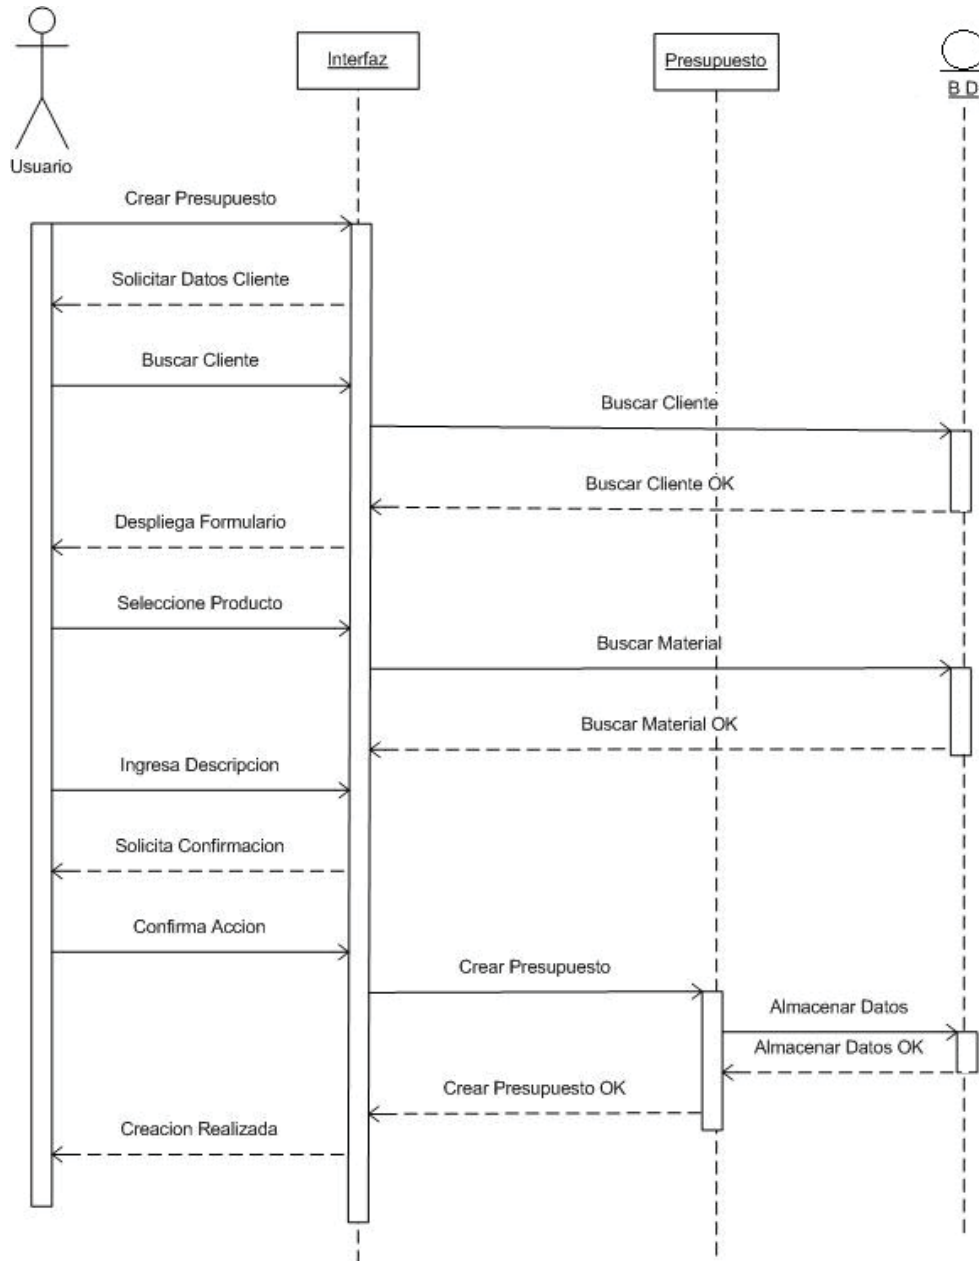 Interfaz
Presupuesto
B D
Usuario
Crear Presupuesto
Solicitar Datos Cliente
Buscar Cliente
Buscar Cliente
Buscar Cliente OK
Despliega Formulario
Seleccione Producto
Buscar Material
Buscar Material OK
Ingresa Descripcion
Solicita Confirmacion
Confirma Accion
Crear Presupuesto
Almacenar Datos
Almacenar Datos OK
Crear Presupuesto OK
Creacion Realizada